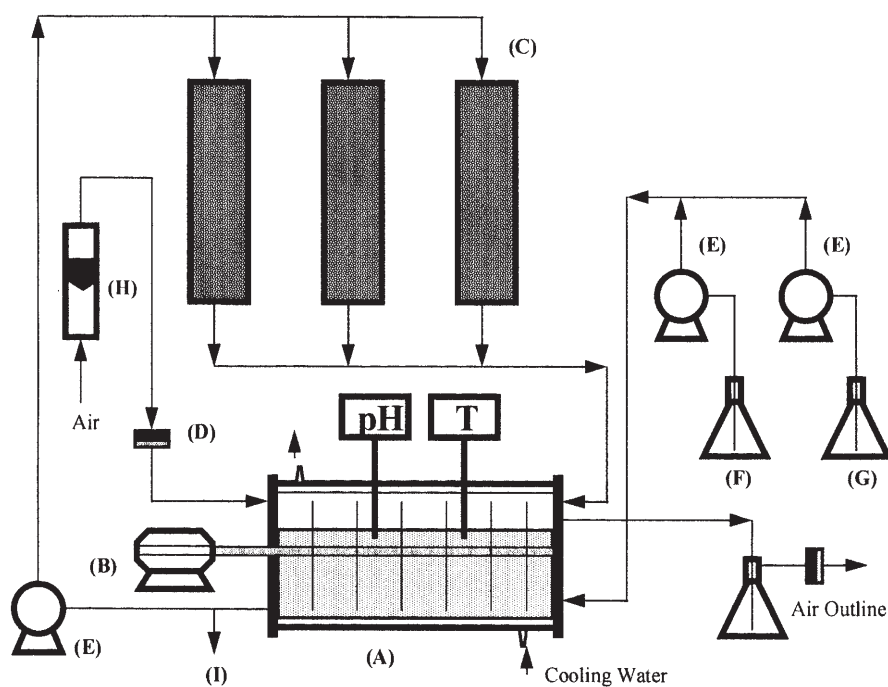 (C)
(E)
(E)
(H)
Air
(D)
pH
T
(F)
(G)
(B)
Air Outline
(E)
(I)
(A)
Cooling Water